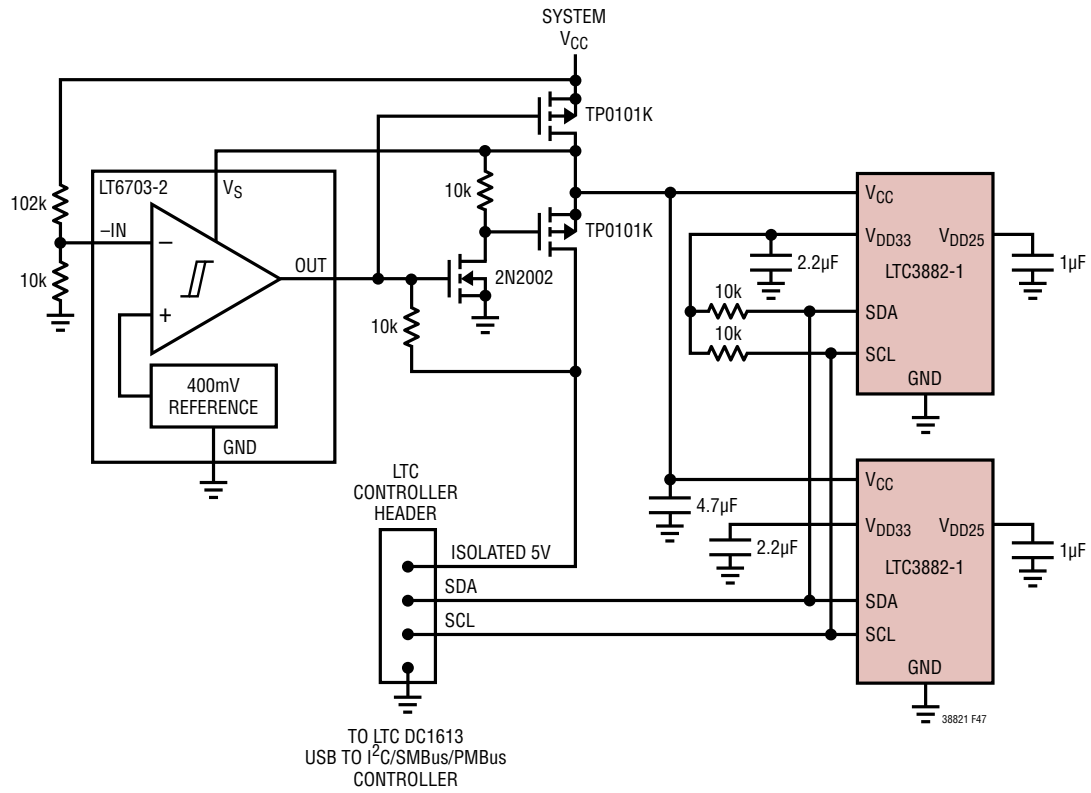 SYSTEM
VCC
TP0101K
LT6703-2
VS
102k
–IN
10k
–
+
OUT
400mV
REFERENCE
GND
10k
10k
2N2002
TP0101K
VCC
VDD33
VDD25
LTC3882-1
2.2µF
1µF
10k
10k
SDA
SCL
GND
LTC
CONTROLLER
HEADER
ISOLATED 5V
SDA
SCL
4.7µF
2.2µF
VCC
VDD33
VDD25
LTC3882-1
1µF
SDA
SCL
GND
38821 F47
TO LTC DC1613
USB TO I2C/SMBus/PMBus
CONTROLLER